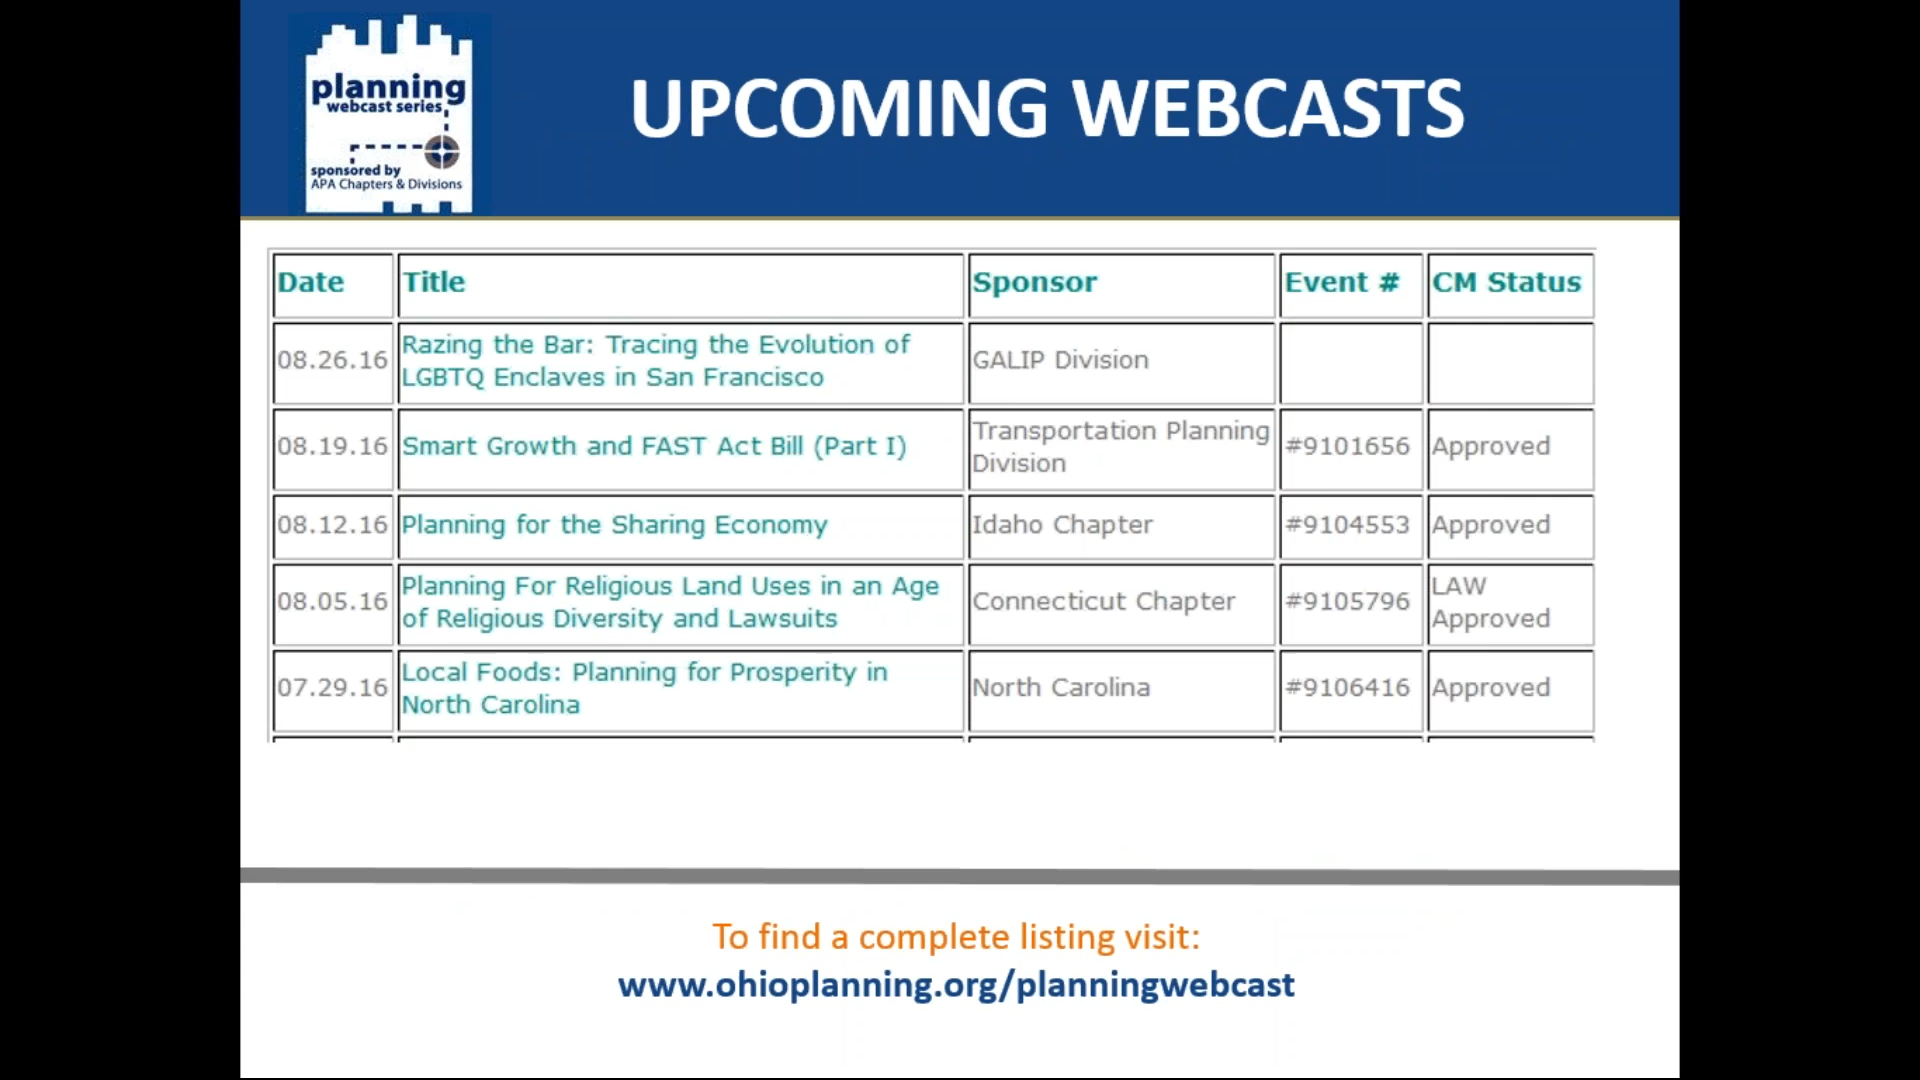 planning
webcast series
sponsored by
APA Chapters & Divisions
UPCOMING WEBCASTS
Date Title Sponsor Event # CM Status
08.26.16 Razing the Bar: Tracing the Evolution of
LGBTQ Enclaves in San Francisco GALIP Division
08.19.16 Smart Growth and FAST Act Bill (Part I) Transportation Planning
Division #9101656 Approved
08.12.16 Planning for the Sharing Economy Idaho Chapter #9104553 Approved
08.05.16 Planning For Religious Land Uses in an Age
of Religious Diversity and Lawsuits Connecticut Chapter #9105796 LAW
Approved
07.29.16 Local Foods: Planning for Prosperity in
North Carolina North Carolina #9106416 Approved
To find a complete listing visit:
www.ohioplanning.org/planningwebcast